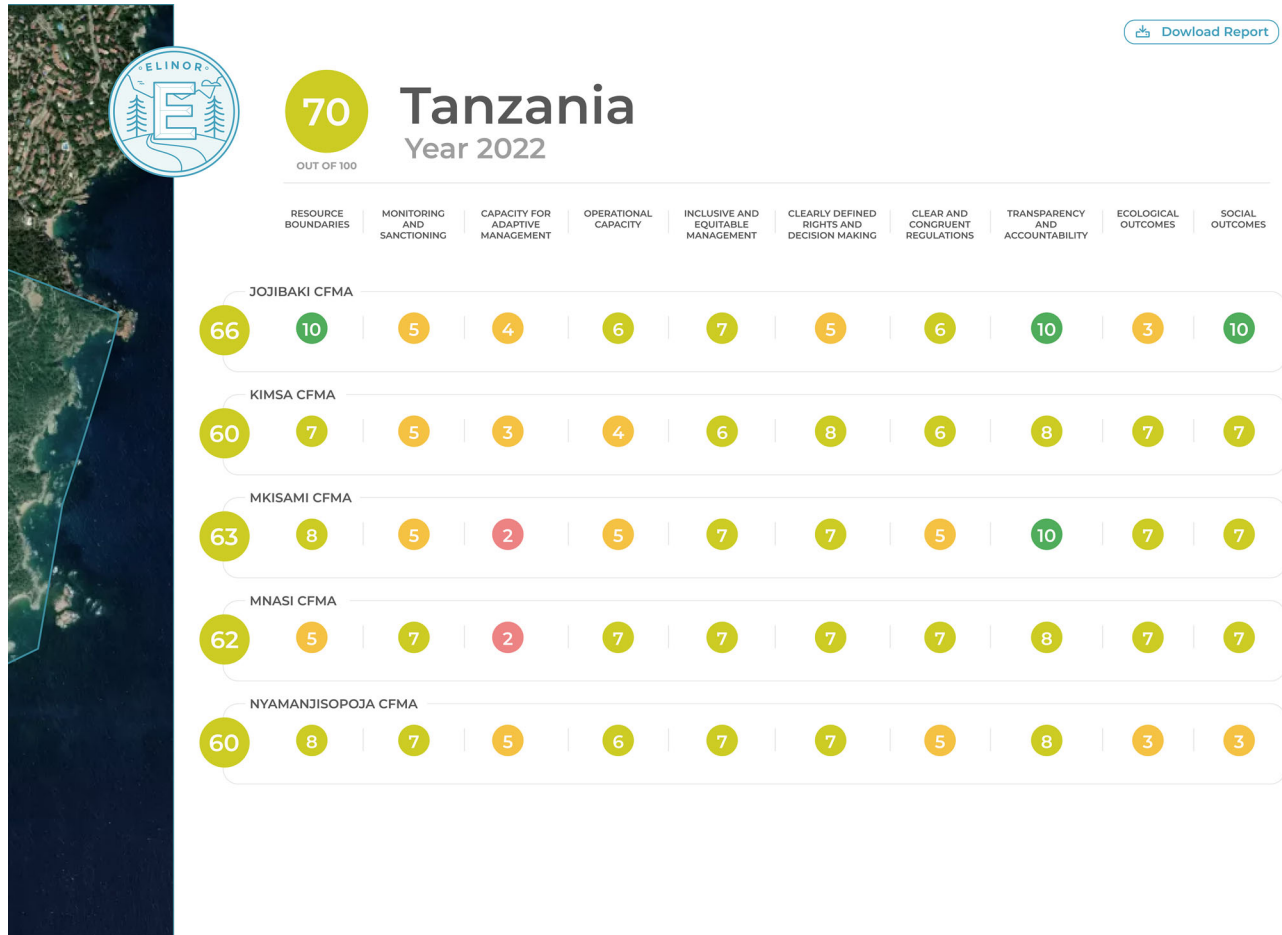 Dowload Report
ELINOR
E
70
OUT OF 100
Tanzania
Year 2022
RESOURCE
BOUNDARIES
MONITORING
AND
SANCTIONING
CAPACITY FOR
ADAPTIVE
MANAGEMENT
OPERATIONAL
CAPACITY
INCLUSIVE AND
EQUITABLE
MANAGEMENT
CLEARLY DEFINED
RIGHTS AND
DECISION MAKING
CLEAR AND
CONGRUENT
REGULATIONS
TRANSPARENCY
AND
ACCOUNTABILITY
ECOLOGICAL
OUTCOMES
SOCIAL
OUTCOMES
JOJIBAKI CFMA
66 10 5 4 6 7 5 6 10 3 10
KIMSA CFMA
60 7 5 3 4 6 8 6 8 7 7
MKISAMI CFMA
63 8 5 2 5 7 7 5 10 7 7
MNASI CFMA
62 5 7 2 7 7 7 7 8 7 7
NYAMANJISOPOJA CFMA
60 8 7 5 6 7 7 5 8 3 3